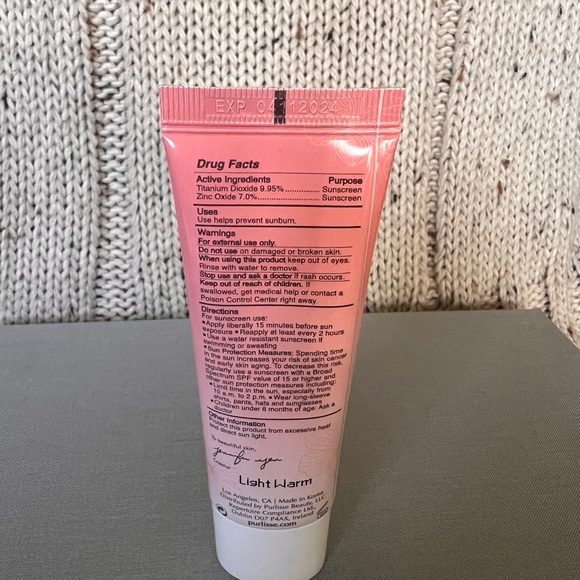 EXP 04112024
Drug Facts
Active Ingredients Purpose
Titanium Dioxide 9.95%.............. Sunscreen
Zinc Oxide 7.0%........................ Sunscreen
Uses
Use helps prevent sunburn.
Warnings
For external use only.
Do not use on damaged or broken skin.
When using this product keep out of eyes.
Rinse with water to remove.
Stop use and ask a doctor if rash occurs.
Keep out of reach of children. If
swallowed, get medical help or contact a
Poison Control Center right away.
Directions
For sunscreen use:
• Apply liberally 15 minutes before sun
exposure • Reapply at least every 2 hours
• Use a water resistant sunscreen if
swimming or sweating
• Sun Protection Measures: Spending time
in the sun increases your risk of skin cancer
and early skin aging. To decrease this risk,
regularly use a sunscreen with a Broad
Spectrum SPF value of 15 or higher and
other sun protection measures including:
• Limit time in the sun, especially from
10 a.m. to 2 p.m. • Wear long-sleeve
shirts, pants, hats and sunglasses
• Children under 6 months of age: Ask a
doctor
Other Information
Protect this product from excessive heat
and direct sun light.
To beautiful skin,
jennifer yen
Creator
Light Warm
Los Angeles, CA | Made in Korea
Distributed by Purlisse Beauty, LLC
Repertoire Compliance Ltd.,
Dublin D07 P4AX, Ireland
purlisse.com